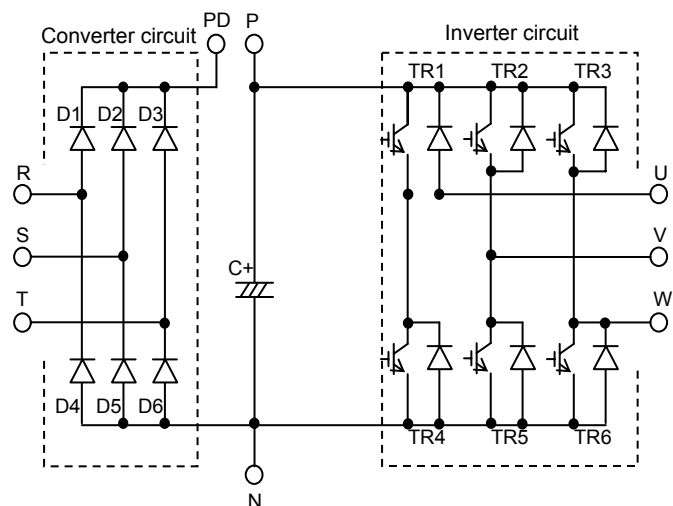 PD P
Converter circuit
Inverter circuit
D1 D2 D3
TR1 TR2 TR3
R
U
S
V
T
C+
W
D4 D5 D6
TR4 TR5 TR6
N